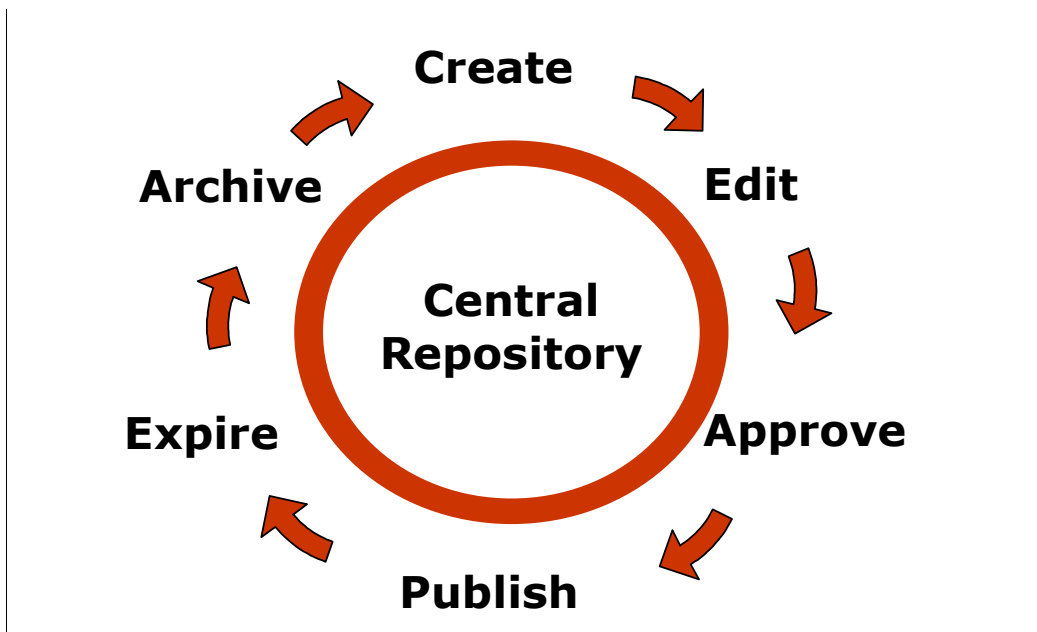 Create
Edit
Approve
Publish
Expire
Archive
Central
Repository